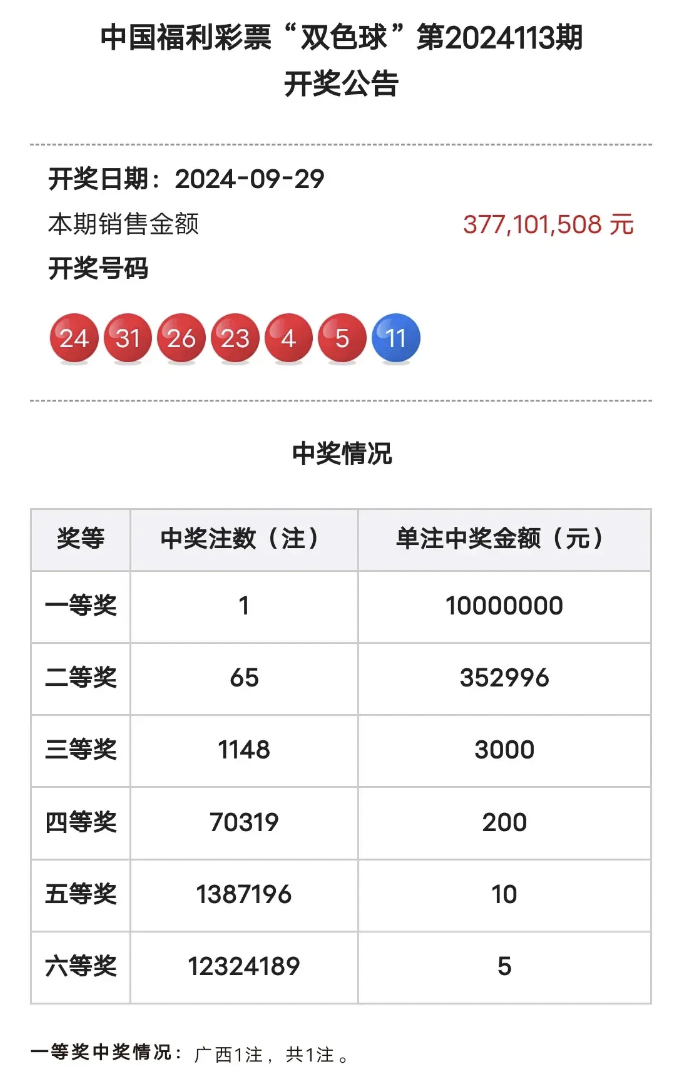 中国福利彩票“双色球”第2024113期
开奖公告
开奖日期：2024-09-29
本期销售金额 377,101,508 元
开奖号码
24 31 26 23 4 5 11
中奖情况
奖等 中奖注数（注） 单注中奖金额（元）
一等奖 1 10000000
二等奖 65 352996
三等奖 1148 3000
四等奖 70319 200
五等奖 1387196 10
六等奖 12324189 5
一等奖中奖情况：广西1注，共1注。